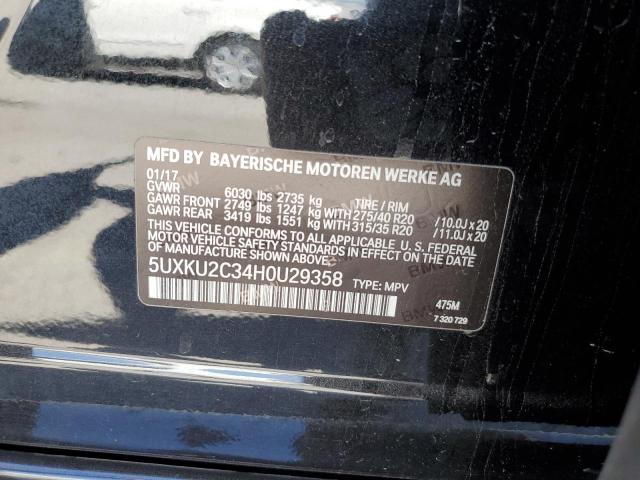 MFD BY BAYERISCHE MOTOREN WERKE AG
01/17
GVWR 6030 lbs 2735 kg TIRE / RIM
GAWR FRONT 2749 lbs 1247 kg WITH 275/40 R20 /10.0J x 20
GAWR REAR 3419 lbs 1551 kg WITH 315/35 R20 /11.0J x 20
THIS VEHICLE CONFORMS TO ALL APPLICABLE U.S. FEDERAL
MOTOR VEHICLE SAFETY STANDARDS IN EFFECT ON THE DATE OF
MANUFACTURE SHOWN ABOVE.
5UXKU2C34H0U29358 TYPE: MPV
475M
7 320 729